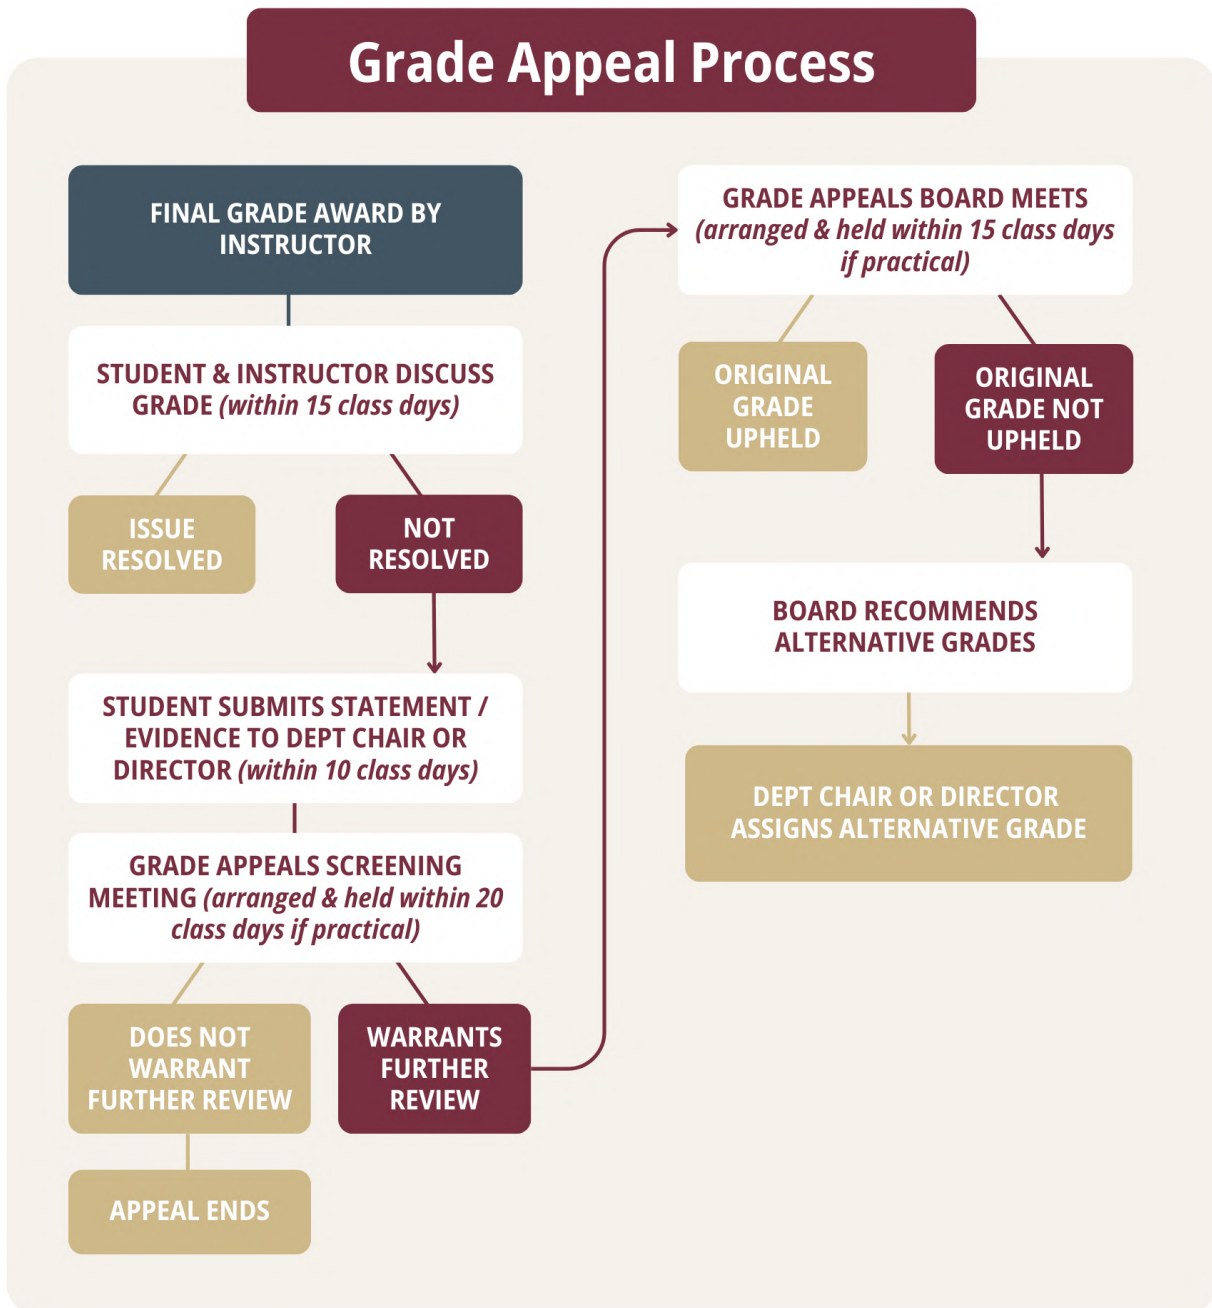 Grade Appeal Process
FINAL GRADE AWARD BY
INSTRUCTOR
STUDENT & INSTRUCTOR DISCUSS
GRADE (within 15 class days)
ISSUE
RESOLVED
NOT
RESOLVED
STUDENT SUBMITS STATEMENT /
EVIDENCE TO DEPT CHAIR OR
DIRECTOR (within 10 class days)
GRADE APPEALS SCREENING
MEETING (arranged & held within 20
class days if practical)
DOES NOT
WARRANT
FURTHER REVIEW
WARRANTS
FURTHER
REVIEW
APPEAL ENDS
GRADE APPEALS BOARD MEETS
(arranged & held within 15 class days
if practical)
ORIGINAL
GRADE
UPHELD
ORIGINAL
GRADE NOT
UPHELD
BOARD RECOMMENDS
ALTERNATIVE GRADES
DEPT CHAIR OR DIRECTOR
ASSIGNS ALTERNATIVE GRADE